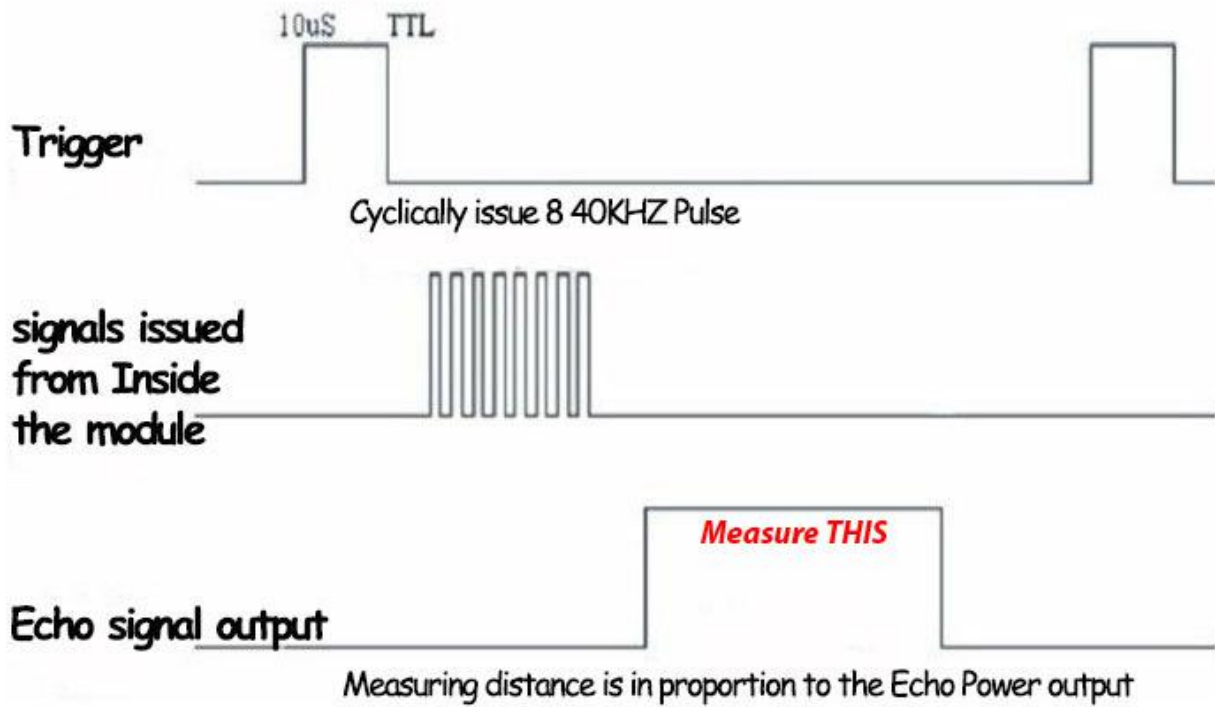 10uS TTL
Trigger
Cyclically issue 8 40KHZ Pulse
signals issued
from Inside
the module
Measure THIS
Echo signal output
Measuring distance is in proportion to the Echo Power output